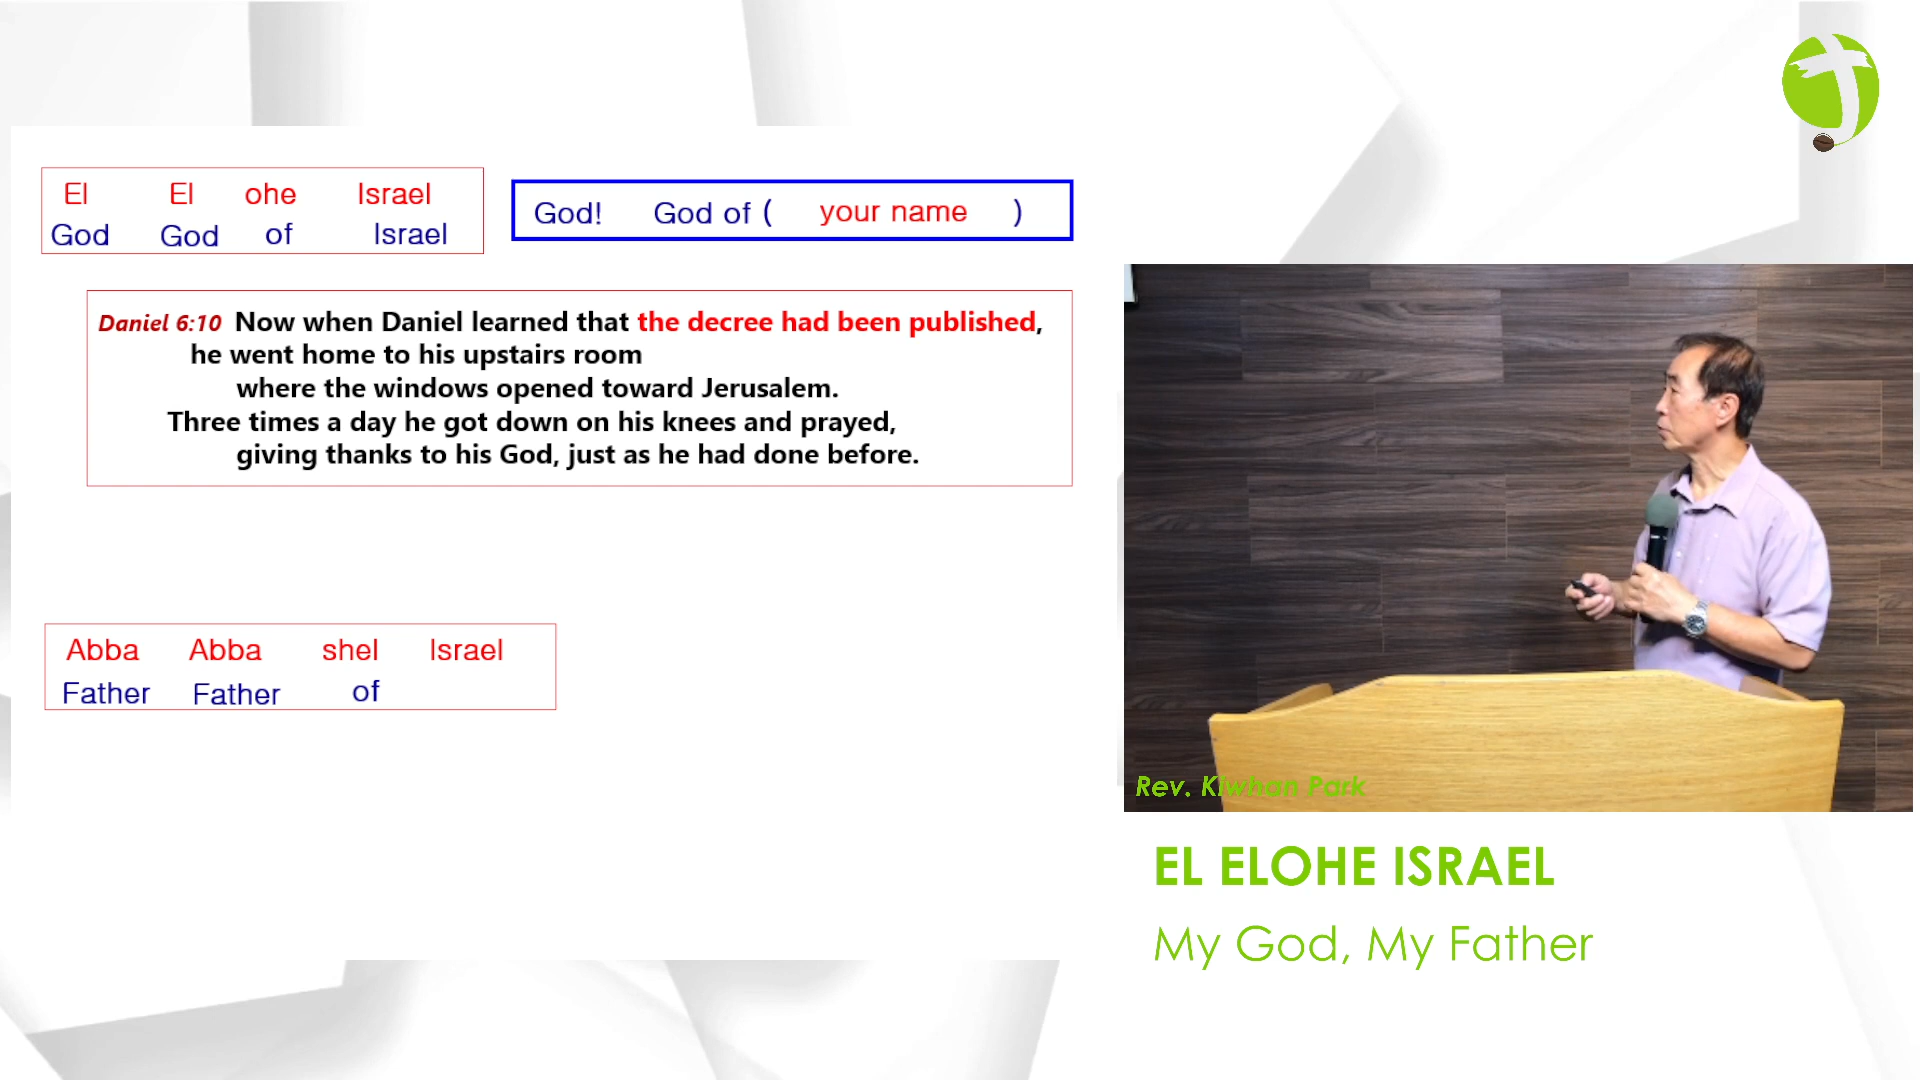 El El ohe Israel
God God of Israel
God! God of ( your name )
Daniel 6:10 Now when Daniel learned that the decree had been published,
he went home to his upstairs room
where the windows opened toward Jerusalem.
Three times a day he got down on his knees and prayed,
giving thanks to his God, just as he had done before.
Abba Abba shel Israel
Father Father of
Rev. Kiwhan Park
EL ELOHE ISRAEL
My God, My Father